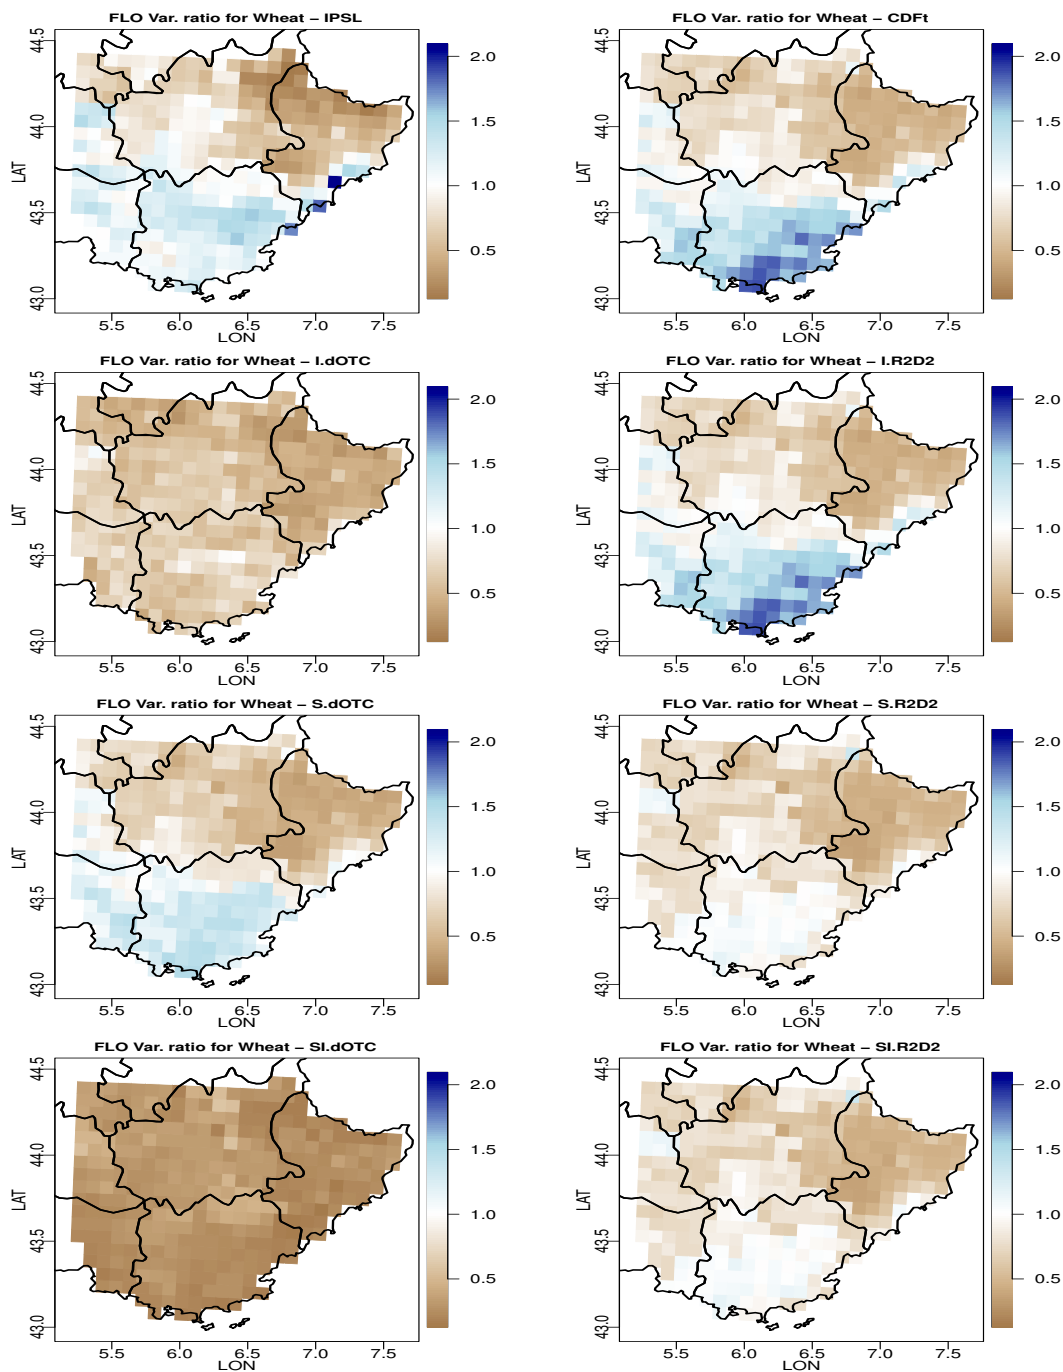 FLO Var. ratio for Wheat – IPSL
LAT
43.0 43.5 44.0 44.5
5.5 6.0 6.5 7.0 7.5
LON
0.5 1.0 1.5 2.0
FLO Var. ratio for Wheat – CDFt
LAT
43.0 43.5 44.0 44.5
5.5 6.0 6.5 7.0 7.5
LON
0.5 1.0 1.5 2.0
FLO Var. ratio for Wheat – I.dOTC
LAT
43.0 43.5 44.0 44.5
5.5 6.0 6.5 7.0 7.5
LON
0.5 1.0 1.5 2.0
FLO Var. ratio for Wheat – I.R2D2
LAT
43.0 43.5 44.0 44.5
5.5 6.0 6.5 7.0 7.5
LON
0.5 1.0 1.5 2.0
FLO Var. ratio for Wheat – S.dOTC
LAT
43.0 43.5 44.0 44.5
5.5 6.0 6.5 7.0 7.5
LON
0.5 1.0 1.5 2.0
FLO Var. ratio for Wheat – S.R2D2
LAT
43.0 43.5 44.0 44.5
5.5 6.0 6.5 7.0 7.5
LON
0.5 1.0 1.5 2.0
FLO Var. ratio for Wheat – SI.dOTC
LAT
43.0 43.5 44.0 44.5
5.5 6.0 6.5 7.0 7.5
LON
0.5 1.0 1.5 2.0
FLO Var. ratio for Wheat – SI.R2D2
LAT
43.0 43.5 44.0 44.5
5.5 6.0 6.5 7.0 7.5
LON
0.5 1.0 1.5 2.0